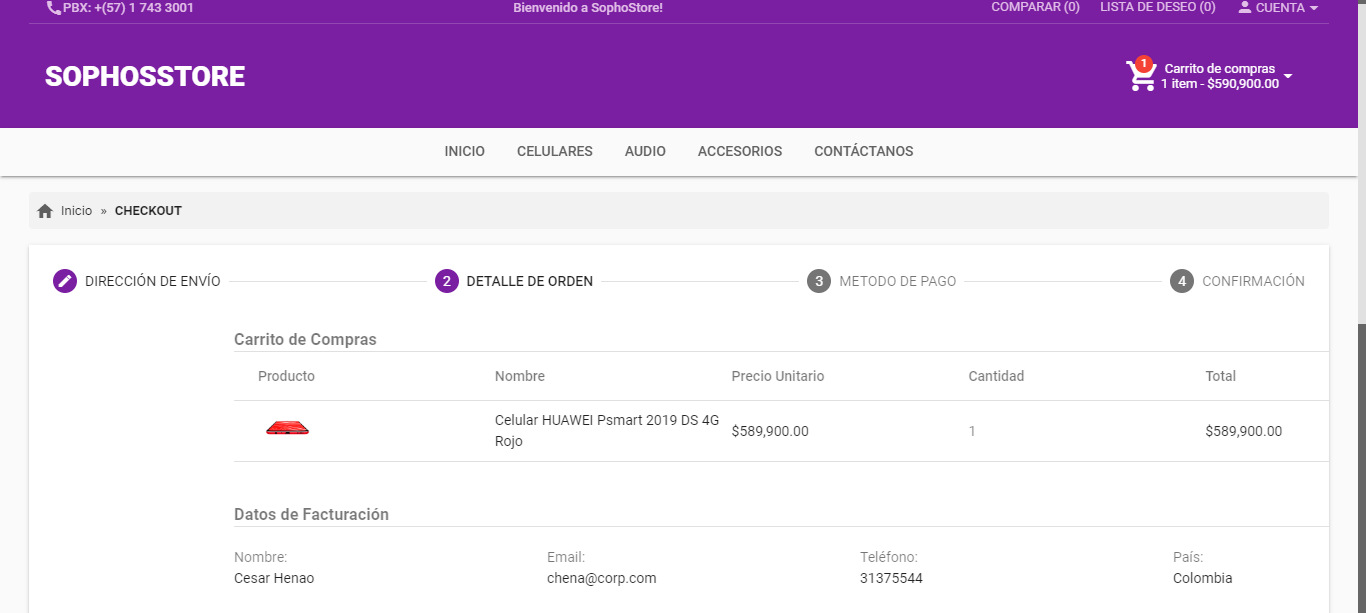 PBX: +(57) 1 743 3001
Bienvenido a SophoStore!
COMPARAR (0)
LISTA DE DESEO (0)
CUENTA
SOPHOSSTORE
1
Carrito de compras
1 item - $590,900.00
INICIO
CELULARES
AUDIO
ACCESORIOS
CONTÁCTANOS
Inicio » CHECKOUT
DIRECCIÓN DE ENVÍO
2 DETALLE DE ORDEN
3 METODO DE PAGO
4 CONFIRMACIÓN
Carrito de Compras
Producto
Nombre
Precio Unitario
Cantidad
Total
Celular HUAWEI Psmart 2019 DS 4G
Rojo
$589,900.00
1
$589,900.00
Datos de Facturación
Nombre:
Cesar Henao
Email:
chena@corp.com
Teléfono:
31375544
País:
Colombia